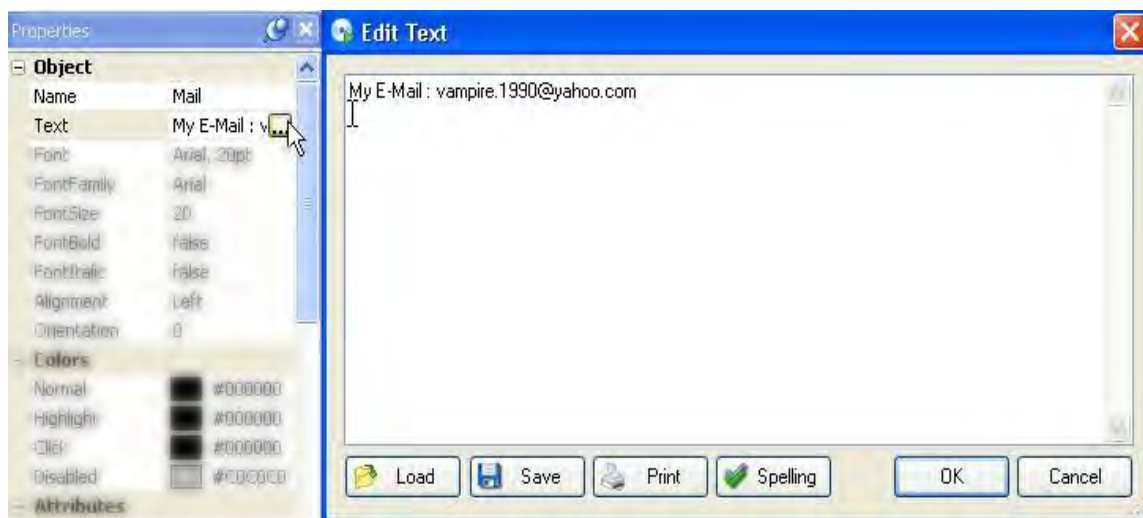 Properties
Object
Name Mail
Text My E-Mail : v...
Font Arial, 20pt
FontFamily Arial
FontSize 20
FontBold False
FontItalic False
Alignment Left
Orientation 0
Colors
Normal #000000
Highlight #000000
Click #000000
Disabled #C0C0C0
Attributes
Edit Text
My E-Mail : vampire.1990@yahoo.com
Load Save Print Spelling OK Cancel